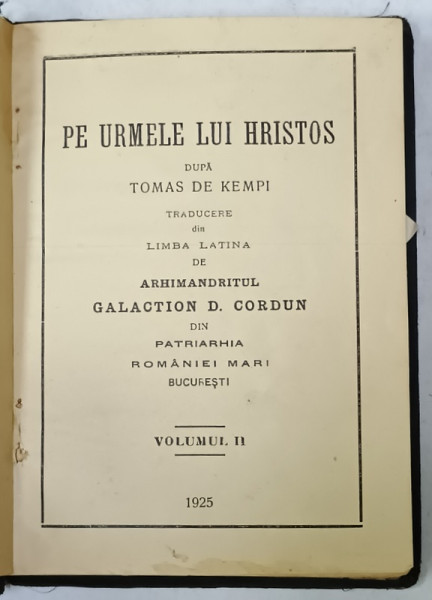 PE URMELE LUI HRISTOS
DUPĂ
TOMAS DE KEMPI
TRADUCERE
din
LIMBA LATINA
DE
ARHIMANDRITUL
GALACTION D. CORDUN
DIN
PATRIARHIA
ROMÂNIEI MARI
BUCUREȘTI
VOLUMUL II
1925